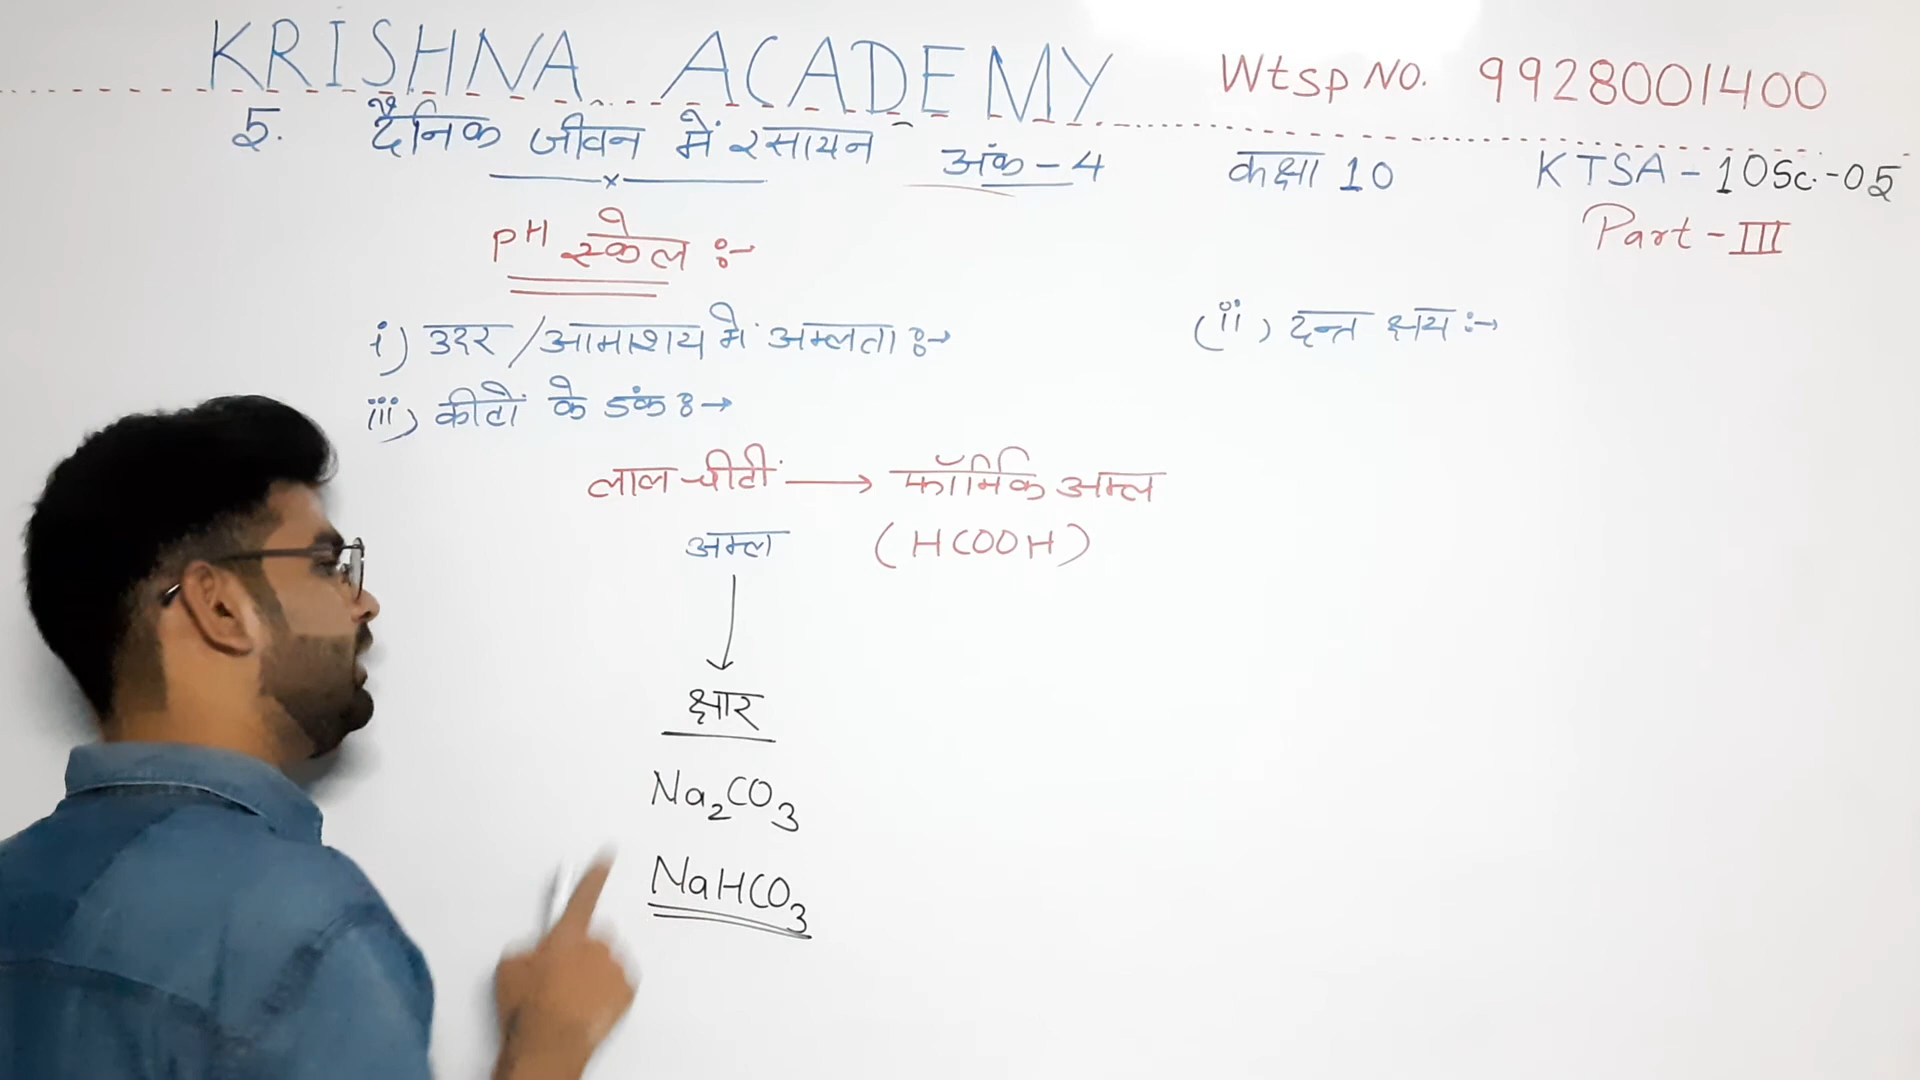 KRISHNA ACADEMY Wtsp NO. 9928001400
5. दैनिक जीवन में रसायन अंक - 4 कक्षा 10 KTSA - 10Sc. - 05
Part - III
pH स्केल :-
i) उदर / आमाशय में अम्लता :→ (ii) दन्त क्षय :→
iii) कीटों के डंक :→
लाल चींटी → फॉर्मिक अम्ल
अम्ल (HCOOH)
क्षार
Na₂CO₃
NaHCO₃